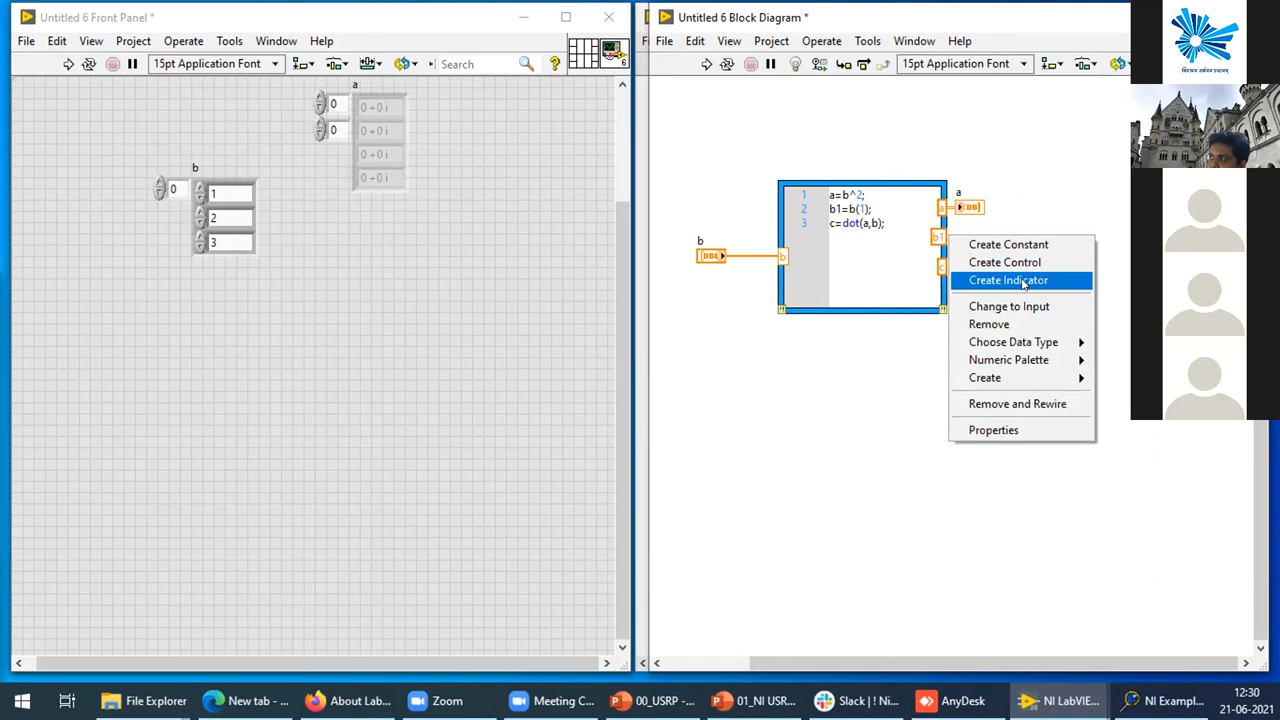 Untitled 6 Front Panel *
File Edit View Project Operate Tools Window Help
15pt Application Font
Search
6
a
0
0
0 +0 i
0 +0 i
0 +0 i
0 +0 i
b
0
1
2
3
Untitled 6 Block Diagram *
File Edit View Project Operate Tools Window Help
15pt Application Font
1 a=b^2;
2 b1=b(1);
3 c=dot(a,b);
a
b1
c
b
a
b
Create Constant
Create Control
Create Indicator
Change to Input
Remove
Choose Data Type
Numeric Palette
Create
Remove and Rewire
Properties
File Explorer
New tab - ...
About Lab...
Zoom
Meeting C...
00_USRP -...
01_NI USR...
Slack | ! Ni...
AnyDesk
NI LabVIE...
NI Exampl...
12:30
21-06-2021